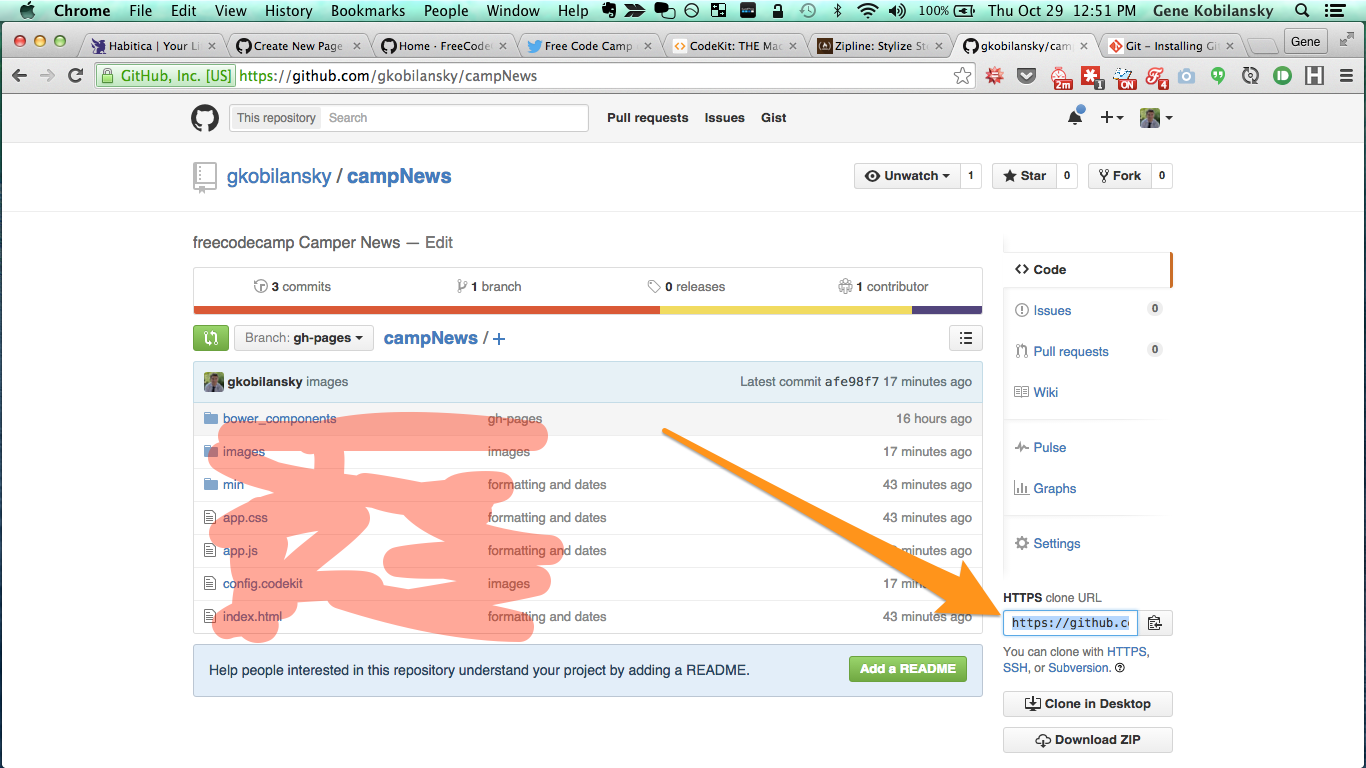 Chrome File Edit View History Bookmarks People Window Help 100% Thu Oct 29 12:51 PM Gene Kobilansky
Habitica | Your Li Create New Page Home · FreeCode Free Code Camp CodeKit: THE Mac Zipline: Stylize St gkobilansky/cam Git - Installing Gi Gene
GitHub, Inc. [US] https://github.com/gkobilansky/campNews 2m 1 ON 4
This repository Search Pull requests Issues Gist
gkobilansky / campNews Unwatch 1 Star 0 Fork 0
freecodecamp Camper News — Edit
Code
3 commits 1 branch 0 releases 1 contributor
Issues 0
Branch: gh-pages campNews / +
Pull requests 0
gkobilansky images Latest commit afe98f7 17 minutes ago
Wiki
bower_components gh-pages 16 hours ago
images images 17 minutes ago
Pulse
min formatting and dates 43 minutes ago
Graphs
app.css formatting and dates 43 minutes ago
app.js formatting and dates minutes ago
Settings
config.codekit images 17 min
HTTPS clone URL
index.html formatting and dates 43 minutes ago
https://github.c
Help people interested in this repository understand your project by adding a README. Add a README
You can clone with HTTPS,
SSH, or Subversion.
Clone in Desktop
Download ZIP